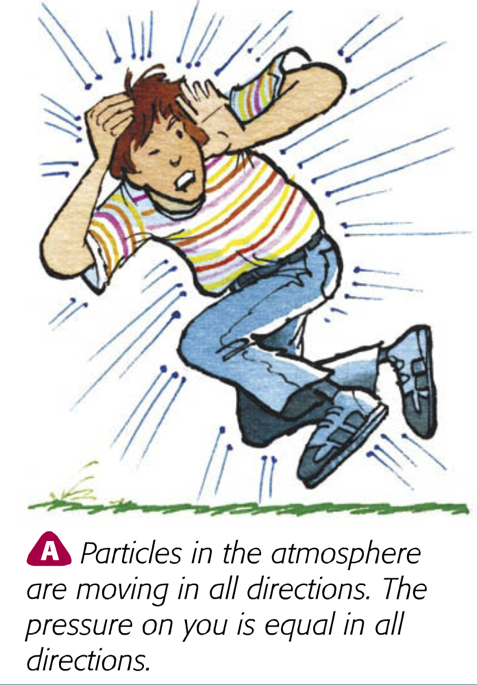 A Particles in the atmosphere
are moving in all directions. The
pressure on you is equal in all
directions.